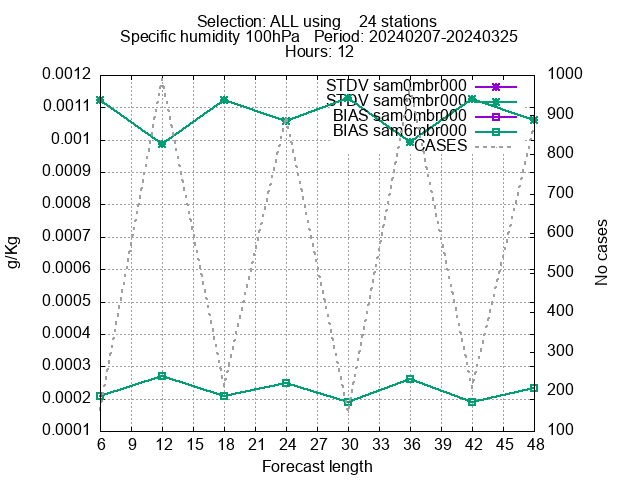 Selection: ALL using 24 stations
Specific humidity 100hPa Period: 20240207-20240325
Hours: 12
STDV sam0mbr000
STDV sam6mbr000
BIAS sam0mbr000
BIAS sam6mbr000
CASES
0.0012
0.0011
0.001
0.0009
0.0008
0.0007
0.0006
0.0005
0.0004
0.0003
0.0002
0.0001
g/Kg
1000
900
800
700
600
500
400
300
200
100
No cases
6 9 12 15 18 21 24 27 30 33 36 39 42 45 48
Forecast length